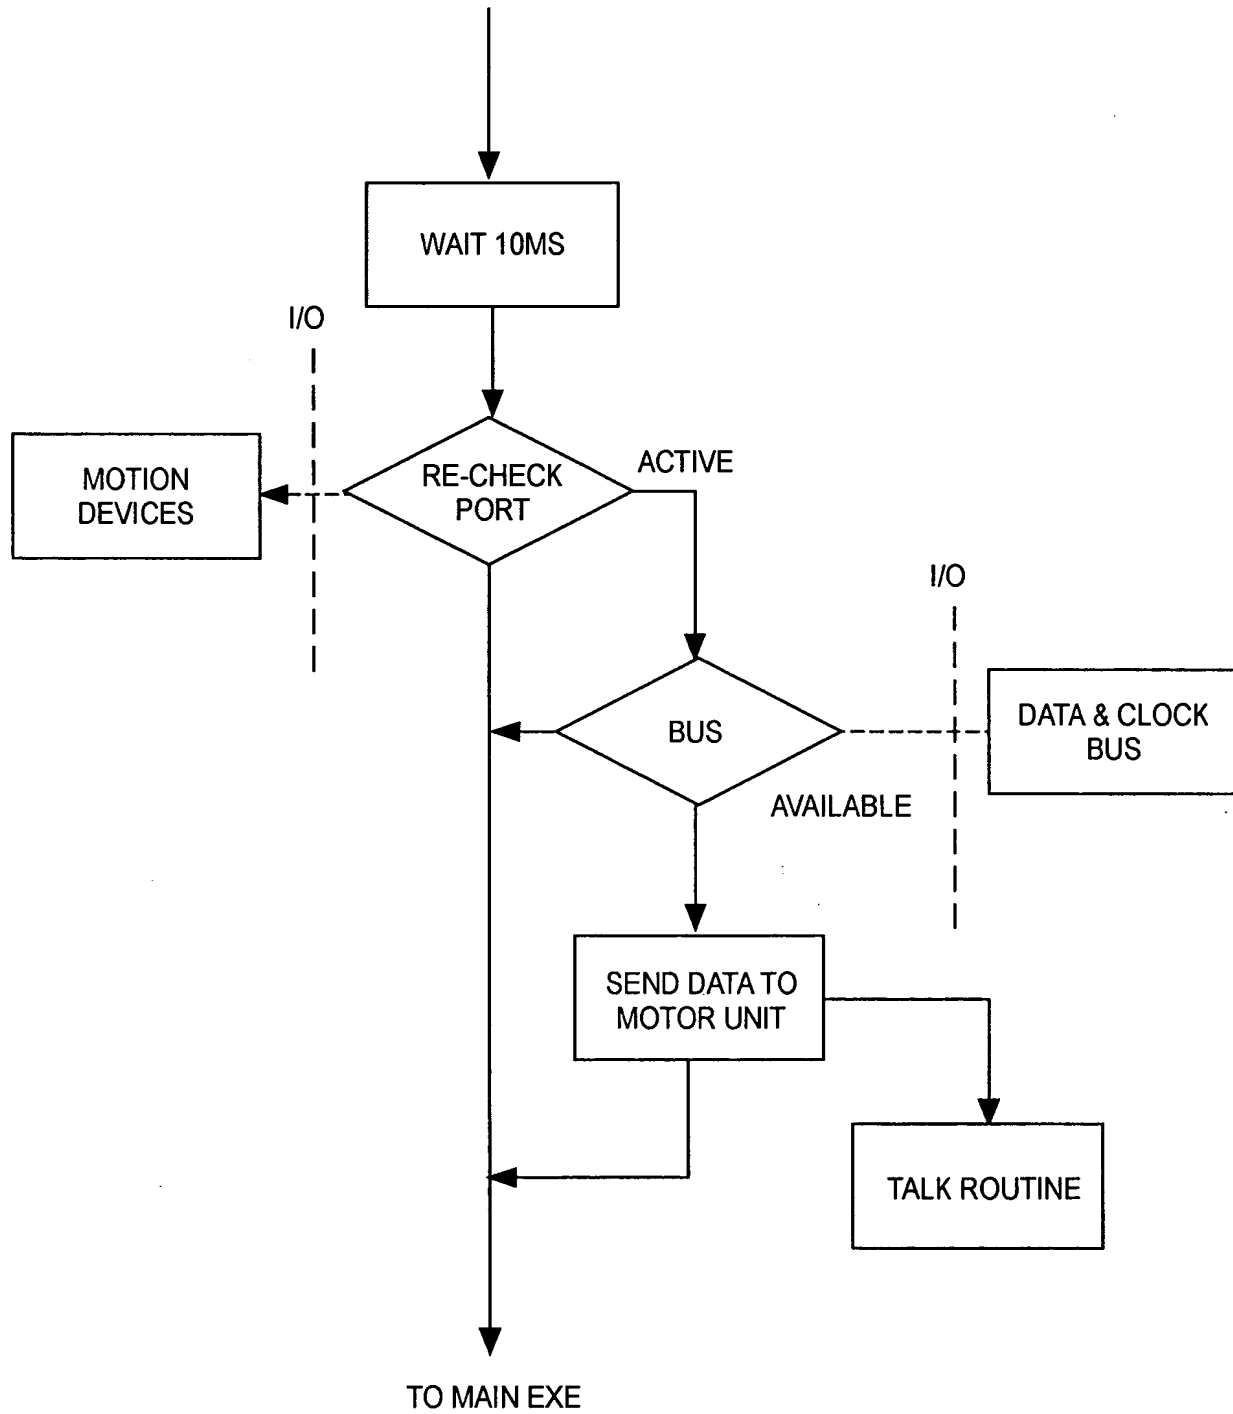 WAIT 10MS
I/O
MOTION
DEVICES
RE-CHECK
PORT
ACTIVE
I/O
BUS
DATA & CLOCK
BUS
AVAILABLE
SEND DATA TO
MOTOR UNIT
TALK ROUTINE
TO MAIN EXE